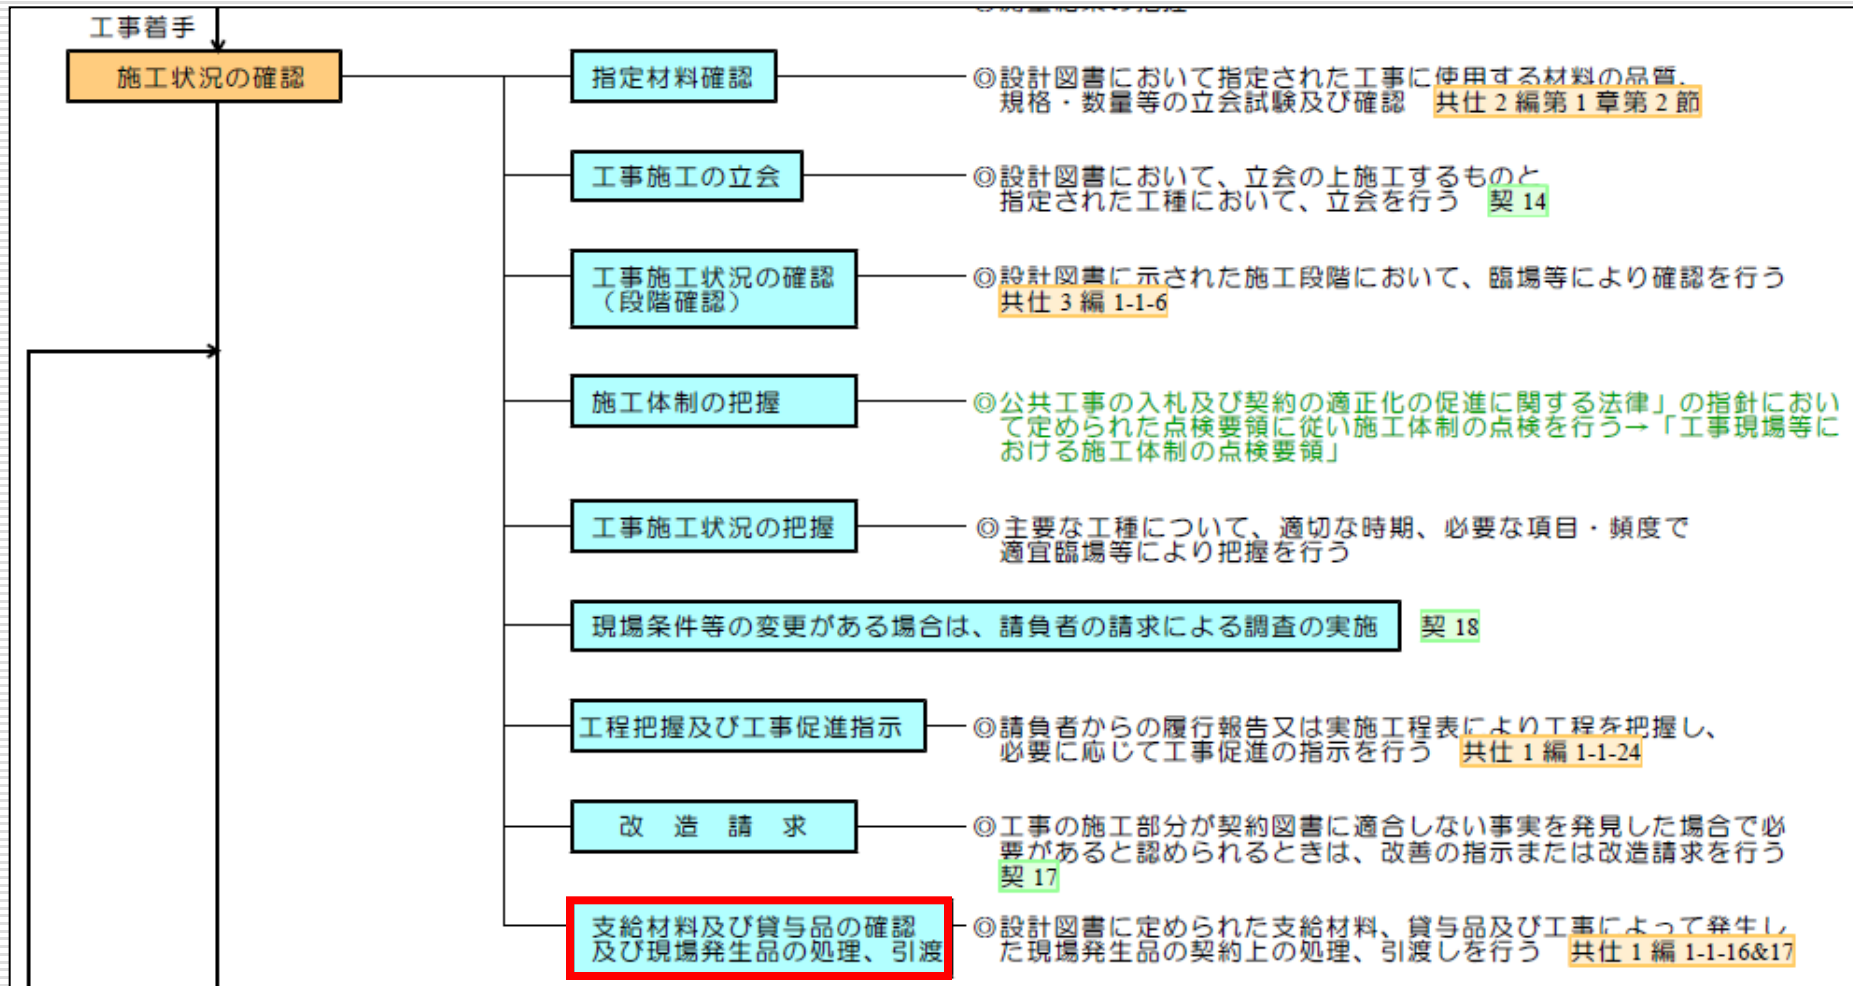 工事着手
施工状況の確認
指定材料確認
◎設計図書において指定された工事に使用する材料の品質、
規格・数量等の立会試験及び確認 共仕 2 編第 1 章第 2 節
工事施工の立会
◎設計図書において、立会の上施工するものと
指定された工種において、立会を行う 契 14
工事施工状況の確認
（段階確認）
◎設計図書に示された施工段階において、臨場等により確認を行う
共仕 3 編 1-1-6
施工体制の把握
◎公共工事の入札及び契約の適正化の促進に関する法律」の指針におい
て定められた点検要領に従い施工体制の点検を行う→「工事現場等に
おける施工体制の点検要領」
工事施工状況の把握
◎主要な工種について、適切な時期、必要な項目・頻度で
適宜臨場等により把握を行う
現場条件等の変更がある場合は、請負者の請求による調査の実施 契 18
工程把握及び工事促進指示
◎請負者からの履行報告又は実施工程表により工程を把握し、
必要に応じて工事促進の指示を行う 共仕 1 編 1-1-24
改 造 請 求
◎工事の施工部分が契約図書に適合しない事実を発見した場合で必
要があると認められるときは、改善の指示または改造請求を行う
契 17
支給材料及び貸与品の確認
及び現場発生品の処理、引渡
◎設計図書に定められた支給材料、貸与品及び工事によって発生し
た現場発生品の契約上の処理、引渡しを行う 共仕 1 編 1-1-16&17